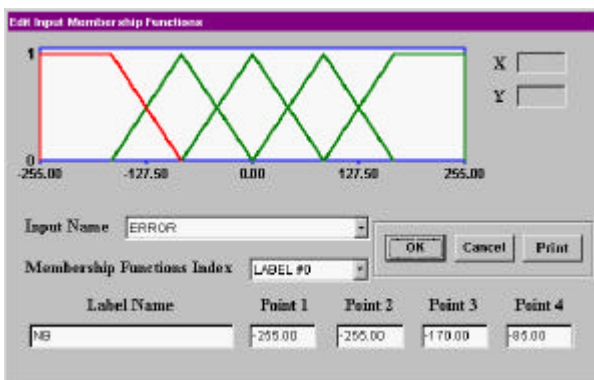 Edit Input Membership Functions
1
0
-255.00 -127.50 0.00 127.50 255.00
X
Y
Input Name ERROR
OK Cancel Print
Membership Functions Index LABEL #0
Label Name Point 1 Point 2 Point 3 Point 4
NB -255.00 -255.00 -170.00 -85.00